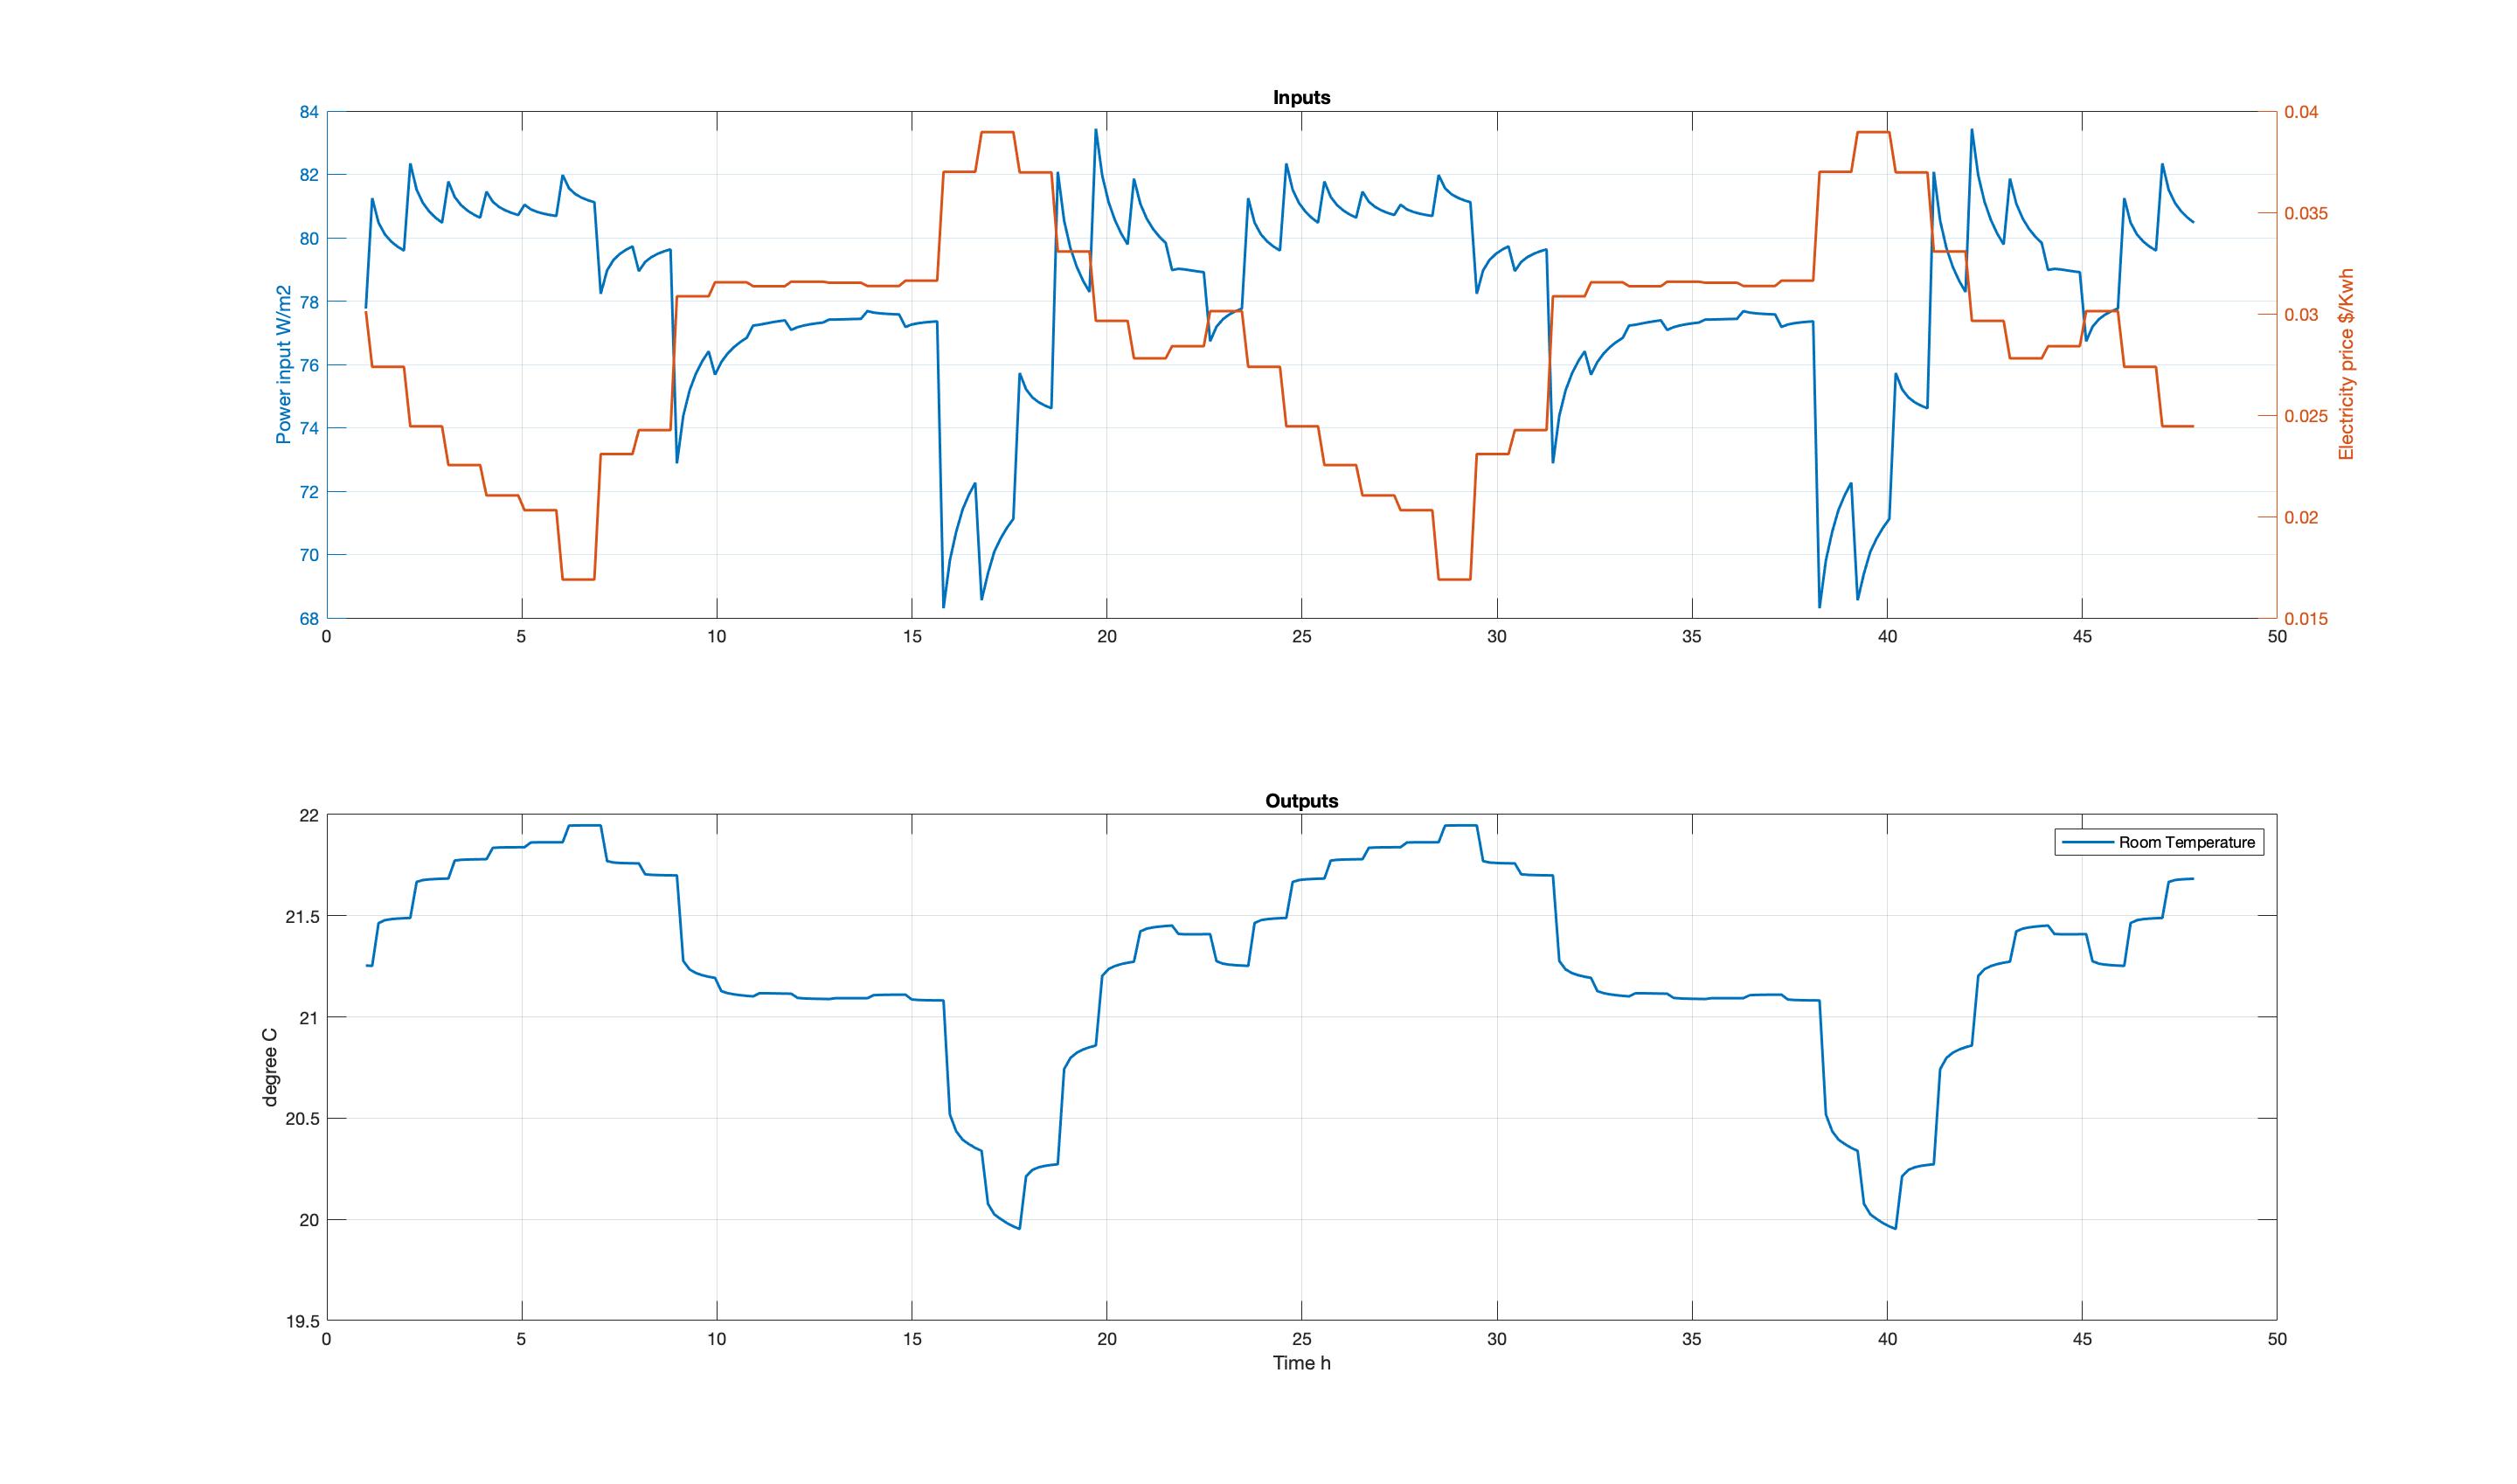 Inputs
84
82
80
78
76
74
72
70
68
Power input W/m2
0.04
0.035
0.03
0.025
0.02
0.015
Electricity price $/Kwh
0 5 10 15 20 25 30 35 40 45 50
Outputs
22
21.5
21
20.5
20
19.5
degree C
Room Temperature
0 5 10 15 20 25 30 35 40 45 50
Time h